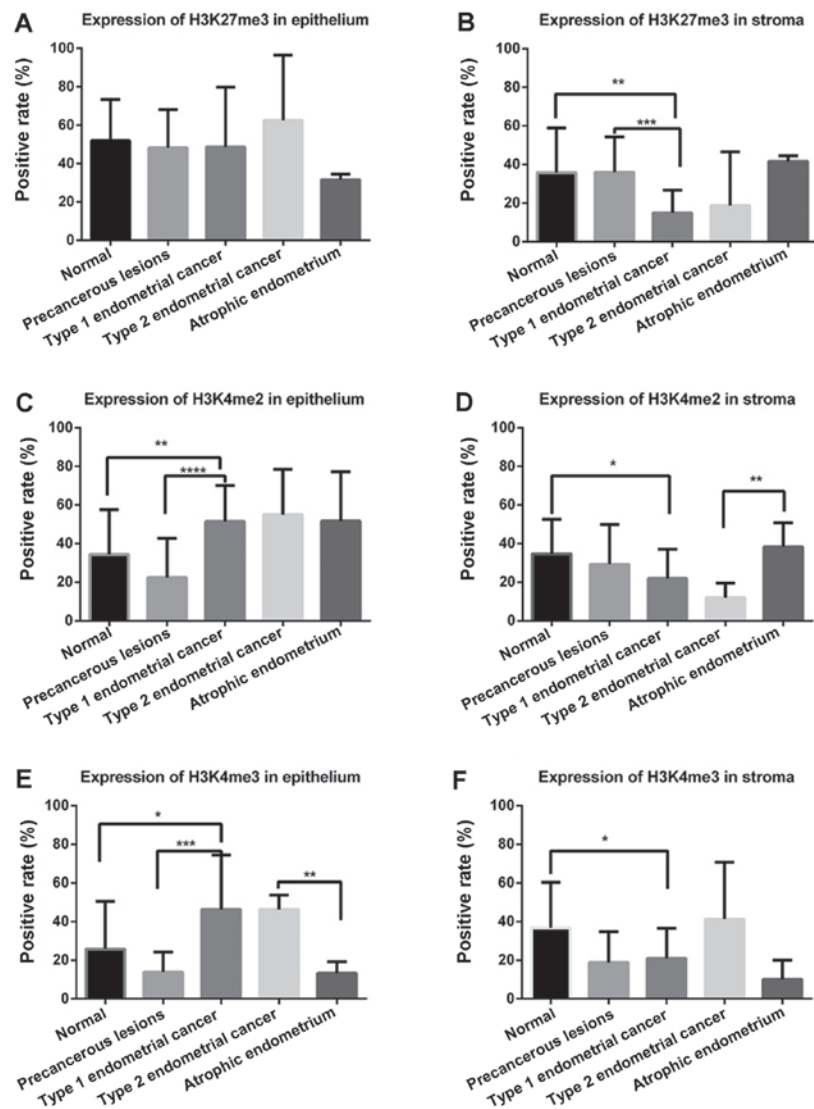 A
Expression of H3K27me3 in epithelium
Positive rate (%)
100
80
60
40
20
0
Normal
Precancerous lesions
Type 1 endometrial cancer
Type 2 endometrial cancer
Atrophic endometrium
B
Expression of H3K27me3 in stroma
Positive rate (%)
100
80
60
40
20
0
**
***
Normal
Precancerous lesions
Type 1 endometrial cancer
Type 2 endometrial cancer
Atrophic endometrium
C
Expression of H3K4me2 in epithelium
Positive rate (%)
100
80
60
40
20
0
**
****
Normal
Precancerous lesions
Type 1 endometrial cancer
Type 2 endometrial cancer
Atrophic endometrium
D
Expression of H3K4me2 in stroma
Positive rate (%)
100
80
60
40
20
0
*
**
Normal
Precancerous lesions
Type 1 endometrial cancer
Type 2 endometrial cancer
Atrophic endometrium
E
Expression of H3K4me3 in epithelium
Positive rate (%)
100
80
60
40
20
0
*
***
**
Normal
Precancerous lesions
Type 1 endometrial cancer
Type 2 endometrial cancer
Atrophic endometrium
F
Expression of H3K4me3 in stroma
Positive rate (%)
100
80
60
40
20
0
*
Normal
Precancerous lesions
Type 1 endometrial cancer
Type 2 endometrial cancer
Atrophic endometrium